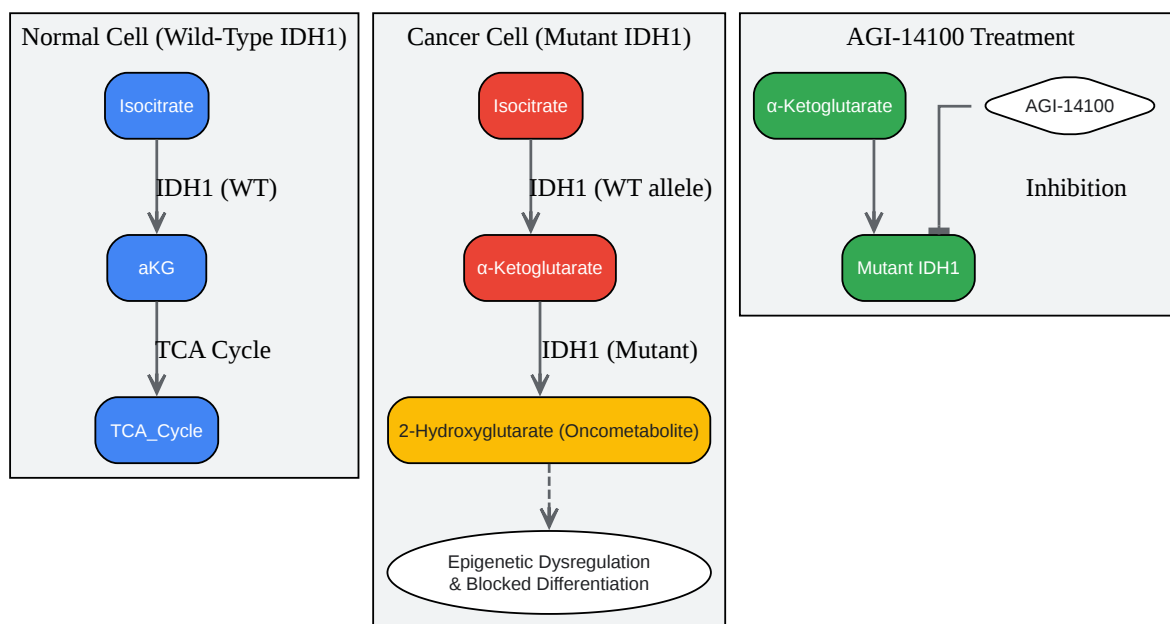 Normal Cell (Wild-Type IDH1)
Isocitrate
IDH1 (WT)
aKG
TCA Cycle
TCA_Cycle
Cancer Cell (Mutant IDH1)
Isocitrate
IDH1 (WT allele)
α-Ketoglutarate
IDH1 (Mutant)
2-Hydroxyglutarate (Oncometabolite)
Epigenetic Dysregulation
& Blocked Differentiation
AGI-14100 Treatment
α-Ketoglutarate
AGI-14100
Inhibition
Mutant IDH1